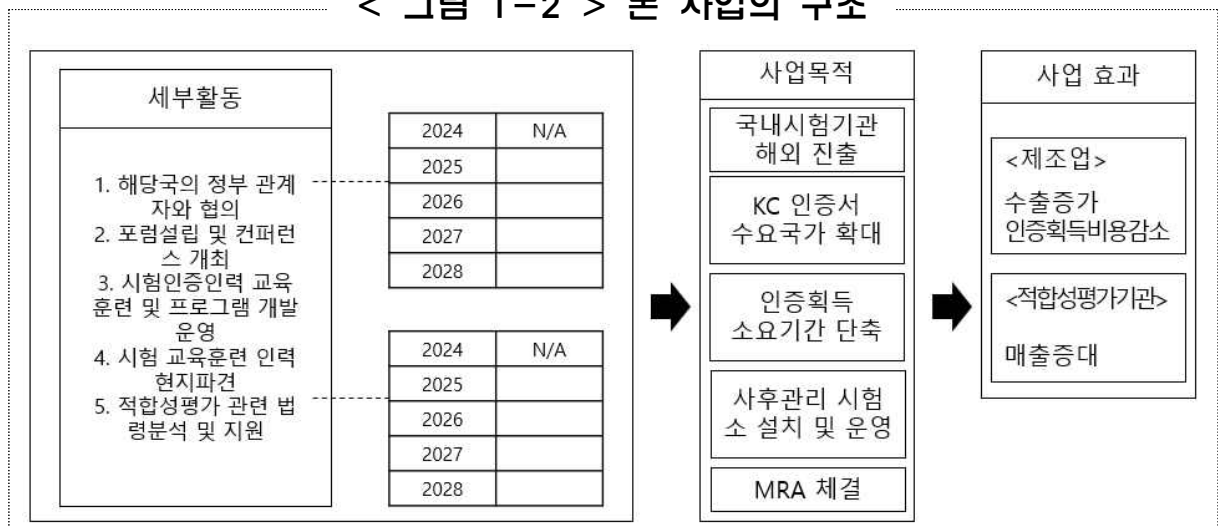 < 그림 1-2 > 본 사업의 구조
세부활동
1. 해당국의 정부 관계
자와 협의
2. 포럼설립 및 컨퍼런
스 개최
3. 시험인증인력 교육
훈련 및 프로그램 개발
운영
4. 시험 교육훈련 인력
현지파견
5. 적합성평가 관련 법
령분석 및 지원
2024 N/A
2025
2026
2027
2028
2024 N/A
2025
2026
2027
2028
사업목적
국내시험기관
해외 진출
KC 인증서
수요국가 확대
인증획득
소요기간 단축
사후관리 시험
소 설치 및 운영
MRA 체결
사업 효과
<제조업>
수출증가
인증획득비용감소
<적합성평가기관>
매출증대